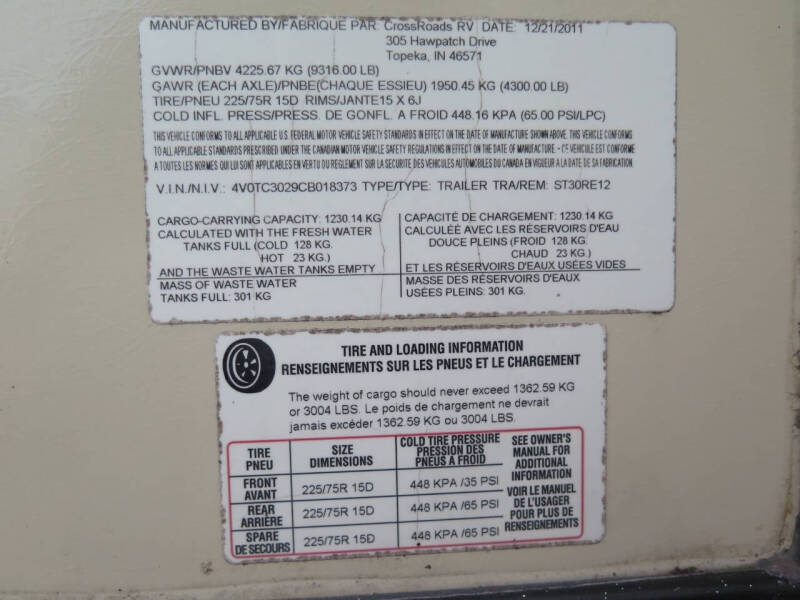 MANUFACTURED BY/FABRIQUE PAR: CrossRoads RV DATE: 12/21/2011
305 Hawpatch Drive
Topeka, IN 46571
GVWR/PNBV 4225.67 KG (9316.00 LB)
GAWR (EACH AXLE)/PNBE(CHAQUE ESSIEU) 1950.45 KG (4300.00 LB)
TIRE/PNEU 225/75R 15D RIMS/JANTE15 X 6J
COLD INFL. PRESS/PRESS. DE GONFL. A FROID 448.16 KPA (65.00 PSI/LPC)
THIS VEHICLE CONFORMS TO ALL APPLICABLE U.S. FEDERAL MOTOR VEHICLE SAFETY STANDARDS IN EFFECT ON THE DATE OF MANUFACTURE SHOWN ABOVE. THIS VEHICLE CONFORMS
TO ALL APPLICABLE STANDARDS PRESCRIBED UNDER THE CANADIAN MOTOR VEHICLE SAFETY REGULATIONS IN EFFECT ON THE DATE OF MANUFACTURE - CE VEHICULE EST CONFORME
A TOUTES LES NORMES QUI LUI SONT APPLICABLES EN VERTU DU REGLEMENT SUR LA SECURITE DES VEHICULES AUTOMOBILES DU CANADA EN VIGUEUR A LA DATE DE SA FABRICATION.
V.I.N./N.I.V.: 4V0TC3029CB018373 TYPE/TYPE: TRAILER TRA/REM: ST30RE12
CARGO-CARRYING CAPACITY: 1230.14 KG
CALCULATED WITH THE FRESH WATER
TANKS FULL (COLD 128 KG.
HOT 23 KG.)
AND THE WASTE WATER TANKS EMPTY
MASS OF WASTE WATER
TANKS FULL: 301 KG
CAPACITÉ DE CHARGEMENT: 1230.14 KG
CALCULÉE AVEC LES RÉSERVOIRS D'EAU
DOUCE PLEINS (FROID 128 KG.
CHAUD 23 KG.)
ET LES RÉSERVOIRS D'EAUX USÉES VIDES
MASSE DES RÉSERVOIRS D'EAUX
USÉES PLEINS: 301 KG.
TIRE AND LOADING INFORMATION
RENSEIGNEMENTS SUR LES PNEUS ET LE CHARGEMENT
The weight of cargo should never exceed 1362.59 KG
or 3004 LBS. Le poids de chargement ne devrait
jamais excéder 1362.59 KG ou 3004 LBS.
TIRE
PNEU
SIZE
DIMENSIONS
COLD TIRE PRESSURE
PRESSION DES
PNEUS A FROID
SEE OWNER'S
MANUAL FOR
ADDITIONAL
INFORMATION
FRONT
AVANT
225/75R 15D
448 KPA /35 PSI
VOIR LE MANUEL
DE L'USAGER
POUR PLUS DE
RENSEIGNEMENTS
REAR
ARRIÈRE
225/75R 15D
448 KPA /65 PSI
SPARE
DE SECOURS
225/75R 15D
448 KPA /65 PSI